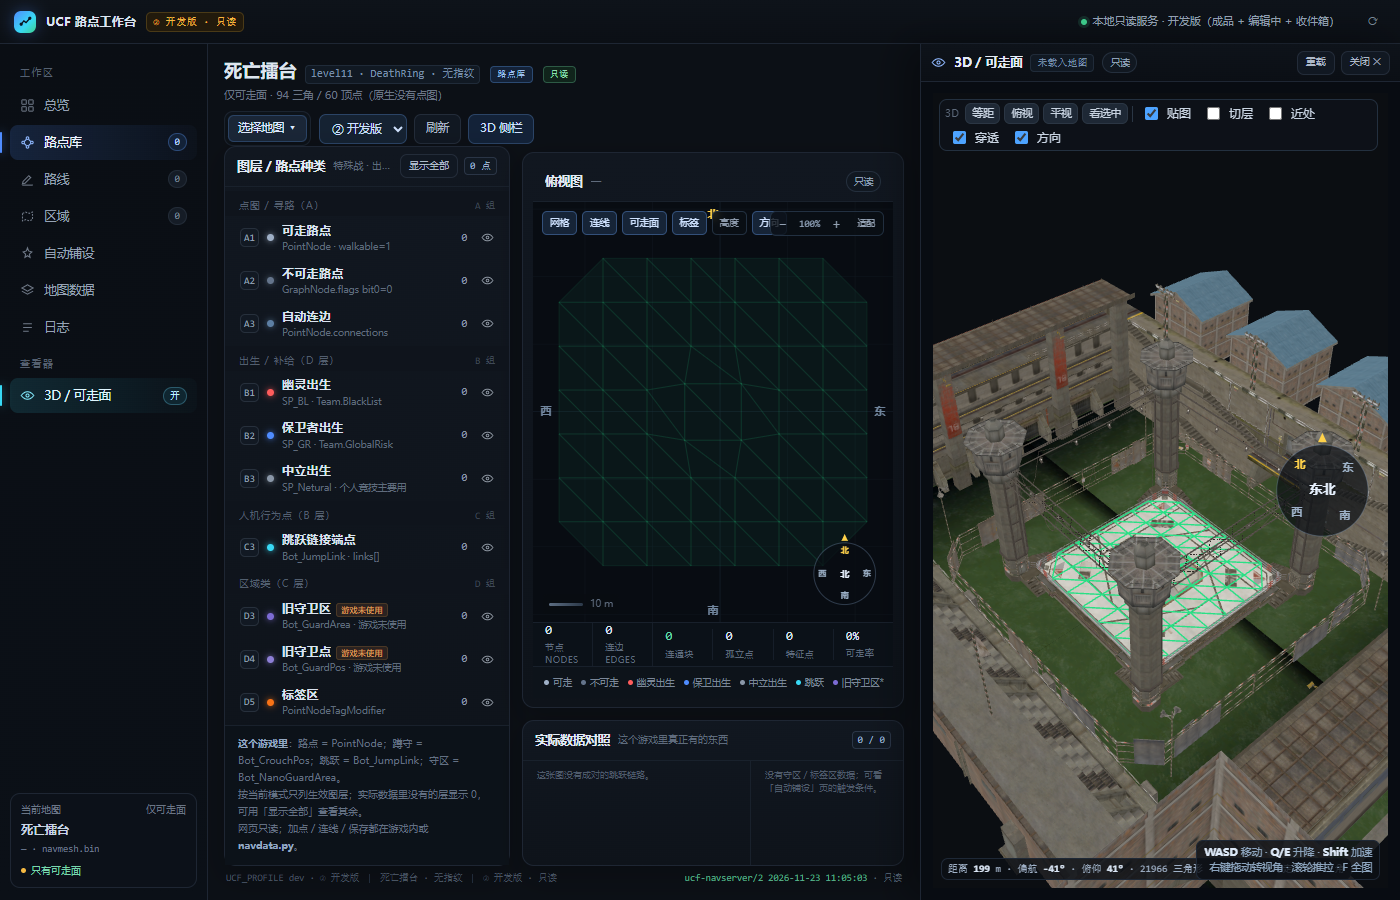 UCF 路点工作台
② 开发版 · 只读
本地只读服务 · 开发版（成品 + 编辑中 + 收件箱）
工作区
总览
路点库 0
路线 0
区域 0
自动铺设
地图数据
日志
查看器
3D / 可走面 开
当前地图 仅可走面
死亡擂台
— · navmesh.bin
只有可走面
死亡擂台 level11 · DeathRing · 无指纹 路点库 只读
仅可走面 · 94 三角 / 60 顶点（原生没有点图）
选择地图 ② 开发版 刷新 3D 侧栏
图层 / 路点种类 特殊战 · 出... 显示全部 0 点
点图 / 寻路（A） A 组
A1 可走路点 0
PointNode · walkable=1
A2 不可走路点 0
GraphNode.flags bit0=0
A3 自动连边 0
PointNode.connections
出生 / 补给（D 层） B 组
B1 幽灵出生 0
SP_BL · Team.BlackList
B2 保卫者出生 0
SP_GR · Team.GlobalRisk
B3 中立出生 0
SP_Netural · 个人竞技主要用
人机行为点（B 层） C 组
C3 跳跃链接端点 0
Bot_JumpLink · links[]
区域类（C 层） D 组
D3 旧守卫区 游戏未使用 0
Bot_GuardArea · 游戏未使用
D4 旧守卫点 游戏未使用 0
Bot_GuardPos · 游戏未使用
D5 标签区 0
PointNodeTagModifier
这个游戏里：路点 = PointNode；蹲守 =
Bot_CrouchPos；跳跃 = Bot_JumpLink；守区 =
Bot_NanoGuardArea。
按当前模式只列生效图层；实际数据里没有的层显示 0，
可用「显示全部」查看其余。
网页只读；加点 / 连线 / 保存都在游戏内或
navdata.py。
俯视图 — 只读
网格 连线 可走面 标签 高度 方 − 100% + 适配
北
西 东
南
10 m
北
西 北 东
南
0 0 0 0 0 0%
节点 连边 连通块 孤立点 特征点 可走率
NODES EDGES
可走 不可走 幽灵出生 保卫出生 中立出生 跳跃 旧守卫区*
实际数据对照 这个游戏里真正有的东西 0 / 0
这张图没有成对的跳跃链路。
没有守区 / 标签区数据；可看
「自动铺设」页的触发条件。
UCF_PROFILE dev · ② 开发版 | 死亡擂台 · 无指纹 | ② 开发版 · 只读
ucf-navserver/2 2026-11-23 11:05:03 · 只读
3D / 可走面 未载入地图 只读 重载 关闭 ×
3D 等距 俯视 平视 看选中 贴图 切层 近处
穿透 方向
北 东
东北
西 南
WASD 移动 · Q/E 升降 · Shift 加速
右键拖动转视角 · 滚轮推拉 · F 全图
距离 199 m · 偏航 -41° · 俯仰 41° · 21966 三角